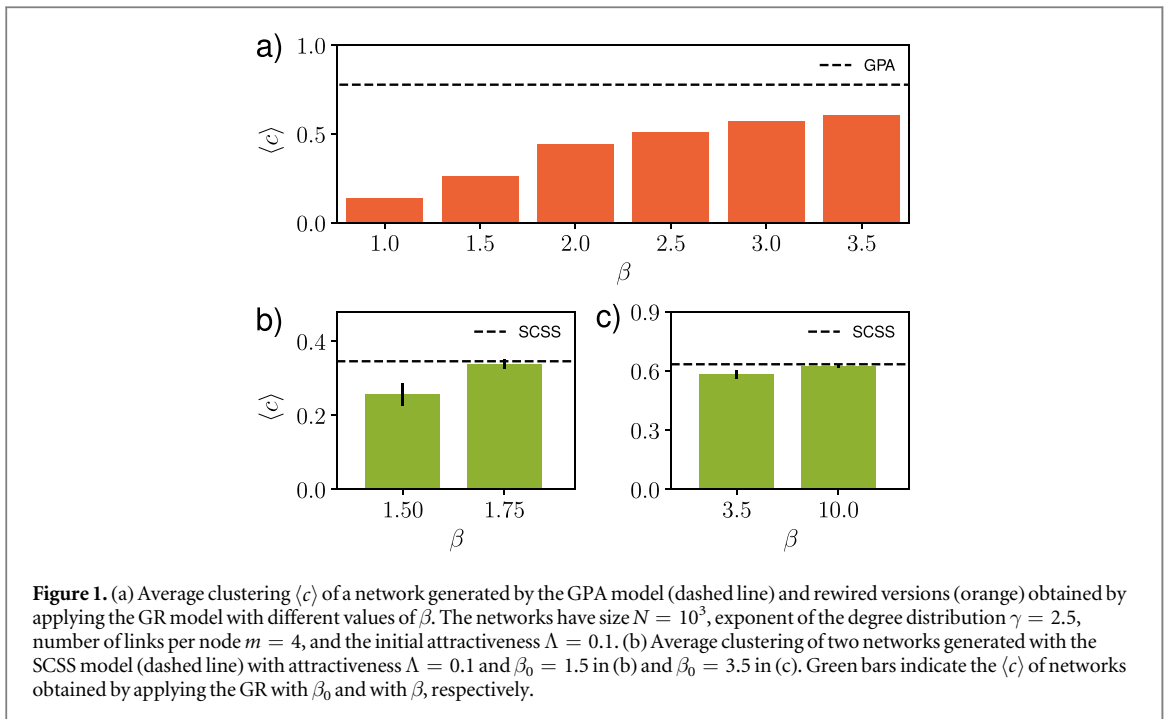 a)
1.0
0.5
0.0
⟨c⟩
GPA
1.0 1.5 2.0 2.5 3.0 3.5
β
b)
0.4
0.2
0.0
⟨c⟩
SCSS
1.50 1.75
β
c)
0.9
0.6
0.3
0.0
SCSS
3.5 10.0
β
Figure 1. (a) Average clustering ⟨c⟩ of a network generated by the GPA model (dashed line) and rewired versions (orange) obtained by
applying the GR model with different values of β. The networks have size N = 10³, exponent of the degree distribution γ = 2.5,
number of links per node m = 4, and the initial attractiveness Λ = 0.1. (b) Average clustering of two networks generated with the
SCSS model (dashed line) with attractiveness Λ = 0.1 and β₀ = 1.5 in (b) and β₀ = 3.5 in (c). Green bars indicate the ⟨c⟩ of networks
obtained by applying the GR with β₀ and with β, respectively.